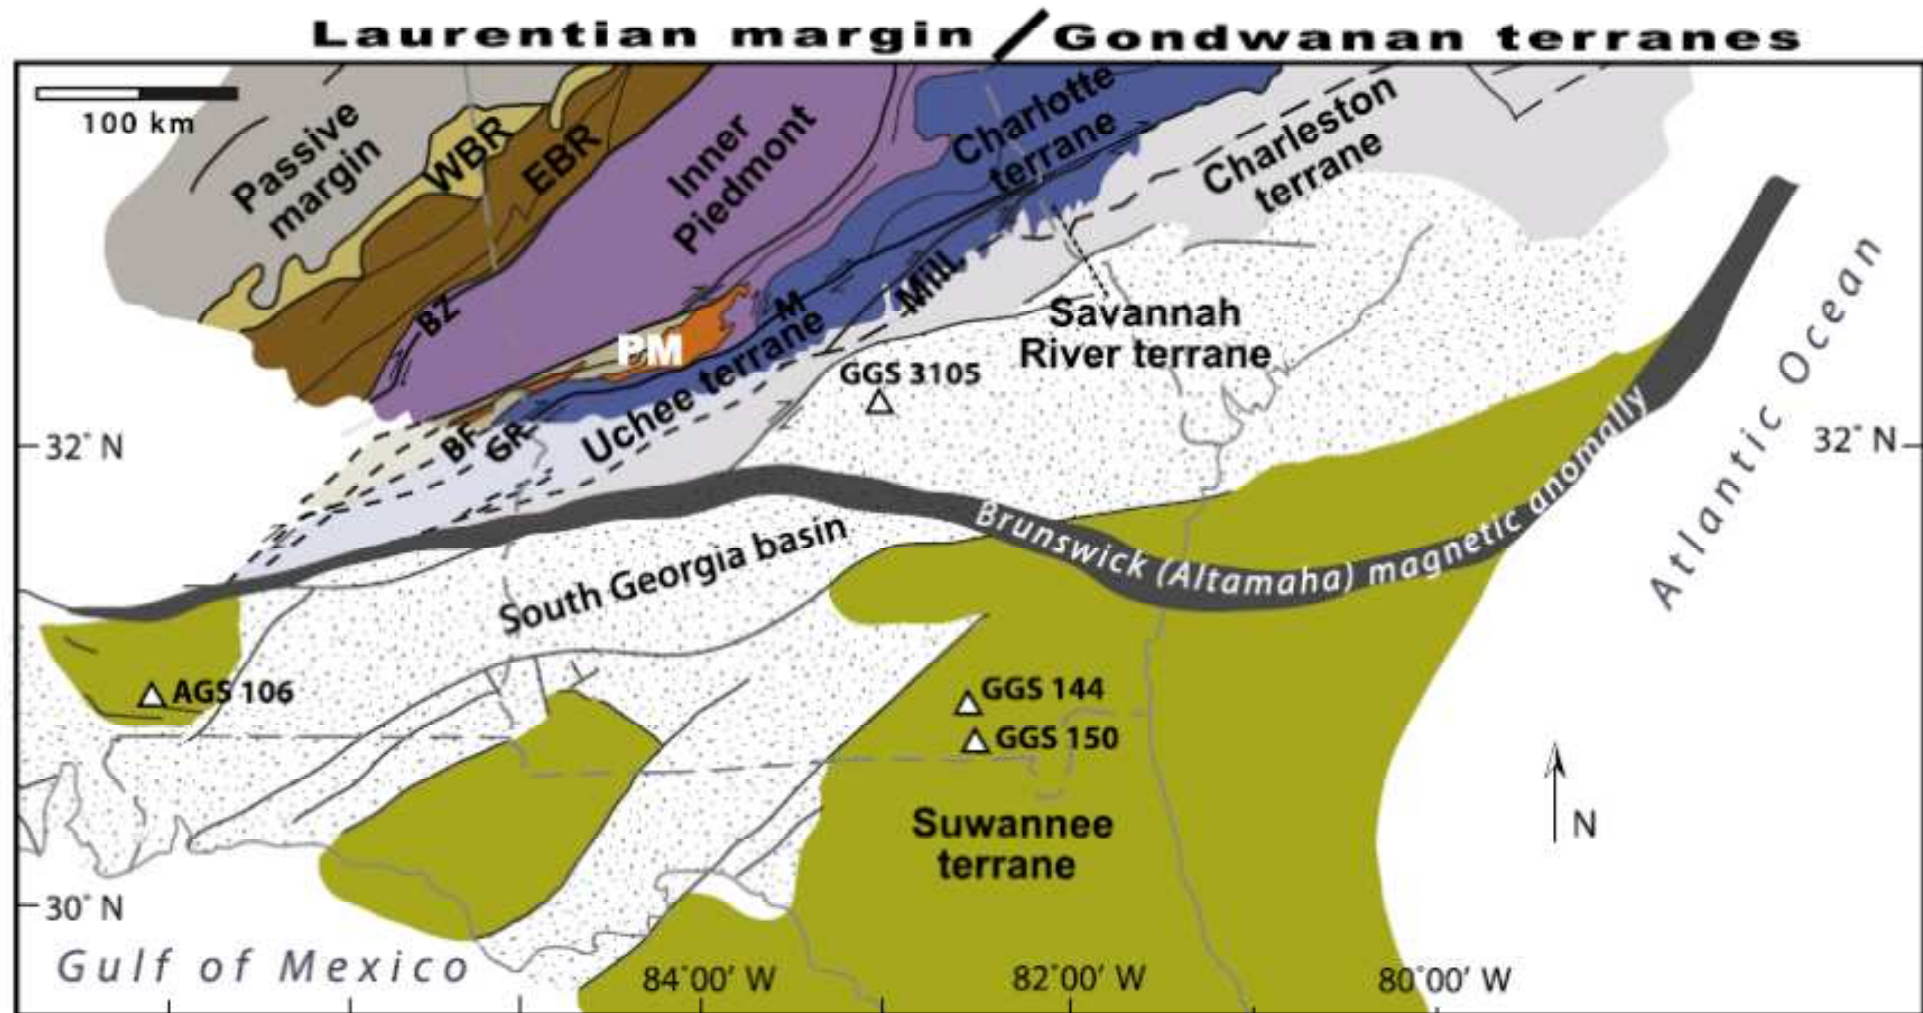 Laurentian margin / Gondwanan terranes
100 km
Passive
margin
WBR
EBR
Inner
Piedmont
Charlotte
terrane
Charleston
terrane
BZ
PM
M
Mill.
Savannah
River terrane
GGS 3105
Uchee terrane
BF
GR
32° N
32° N
Atlantic Ocean
Brunswick (Altamaha) magnetic anomally
South Georgia basin
AGS 106
GGS 144
GGS 150
N
Suwannee
terrane
30° N
Gulf of Mexico
84°00' W
82°00' W
80°00' W